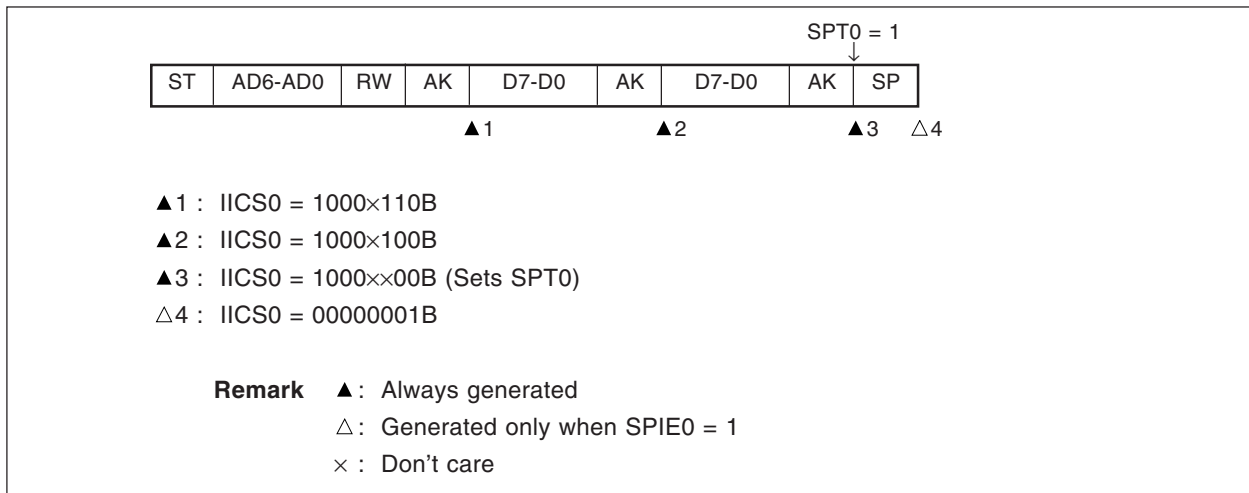 SPT0 = 1
↓
ST AD6-AD0 RW AK D7-D0 AK D7-D0 AK SP
▲1 ▲2 ▲3 △4
▲1 : IICS0 = 1000×110B
▲2 : IICS0 = 1000×100B
▲3 : IICS0 = 1000××00B (Sets SPT0)
△4 : IICS0 = 00000001B
Remark ▲ : Always generated
△ : Generated only when SPIE0 = 1
× : Don't care